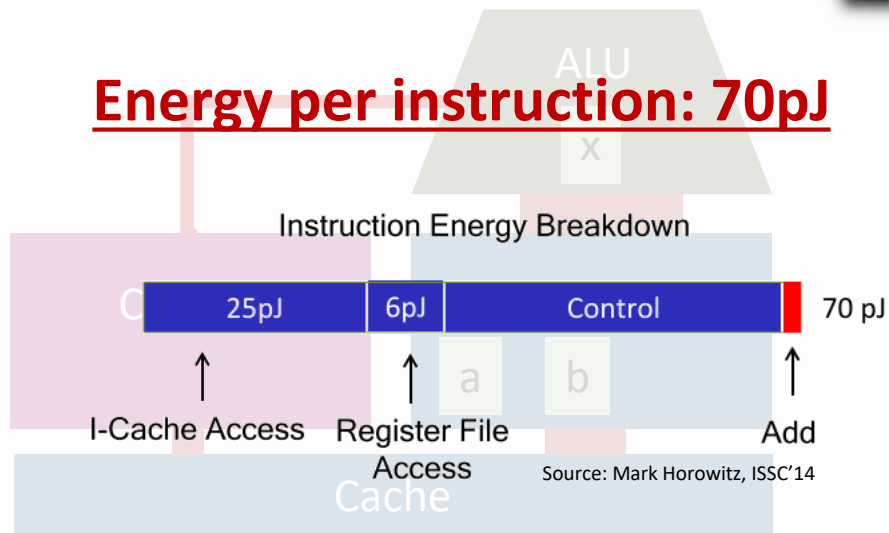 ALU
Energy per instruction: 70pJ
x
Instruction Energy Breakdown
25pJ 6pJ Control 70 pJ
a b
I-Cache Access Register File Add
Access
Source: Mark Horowitz, ISSC'14
Cache